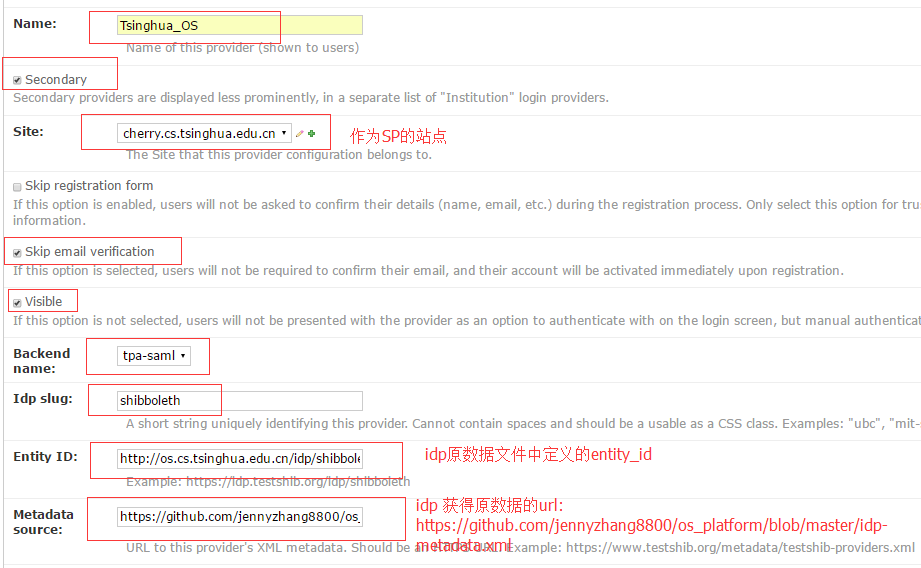 Name: Tsinghua_OS
Name of this provider (shown to users)
Secondary
Secondary providers are displayed less prominently, in a separate list of "Institution" login providers.
Site: cherry.cs.tsinghua.edu.cn 作为SP的站点
The Site that this provider configuration belongs to.
Skip registration form
If this option is enabled, users will not be asked to confirm their details (name, email, etc.) during the registration process. Only select this option for tru
information.
Skip email verification
If this option is selected, users will not be required to confirm their email, and their account will be activated immediately upon registration.
Visible
If this option is not selected, users will not be presented with the provider as an option to authenticate with on the login screen, but manual authenticat
Backend
name:
tpa-saml
Idp slug: shibboleth
A short string uniquely identifying this provider. Cannot contain spaces and should be a usable as a CSS class. Examples: "ubc", "mit-s
Entity ID: http://os.cs.tsinghua.edu.cn/idp/shibbole idp原数据文件中定义的entity_id
Example: https://idp.testshib.org/idp/shibboleth
Metadata
source:
https://github.com/jennyzhang8800/os_
idp 获得原数据的url:
https://github.com/jennyzhang8800/os_platform/blob/master/idp-
metadata.xml
URL to this provider's XML metadata. Should be an HTTPS URL. Example: https://www.testshib.org/metadata/testshib-providers.xml